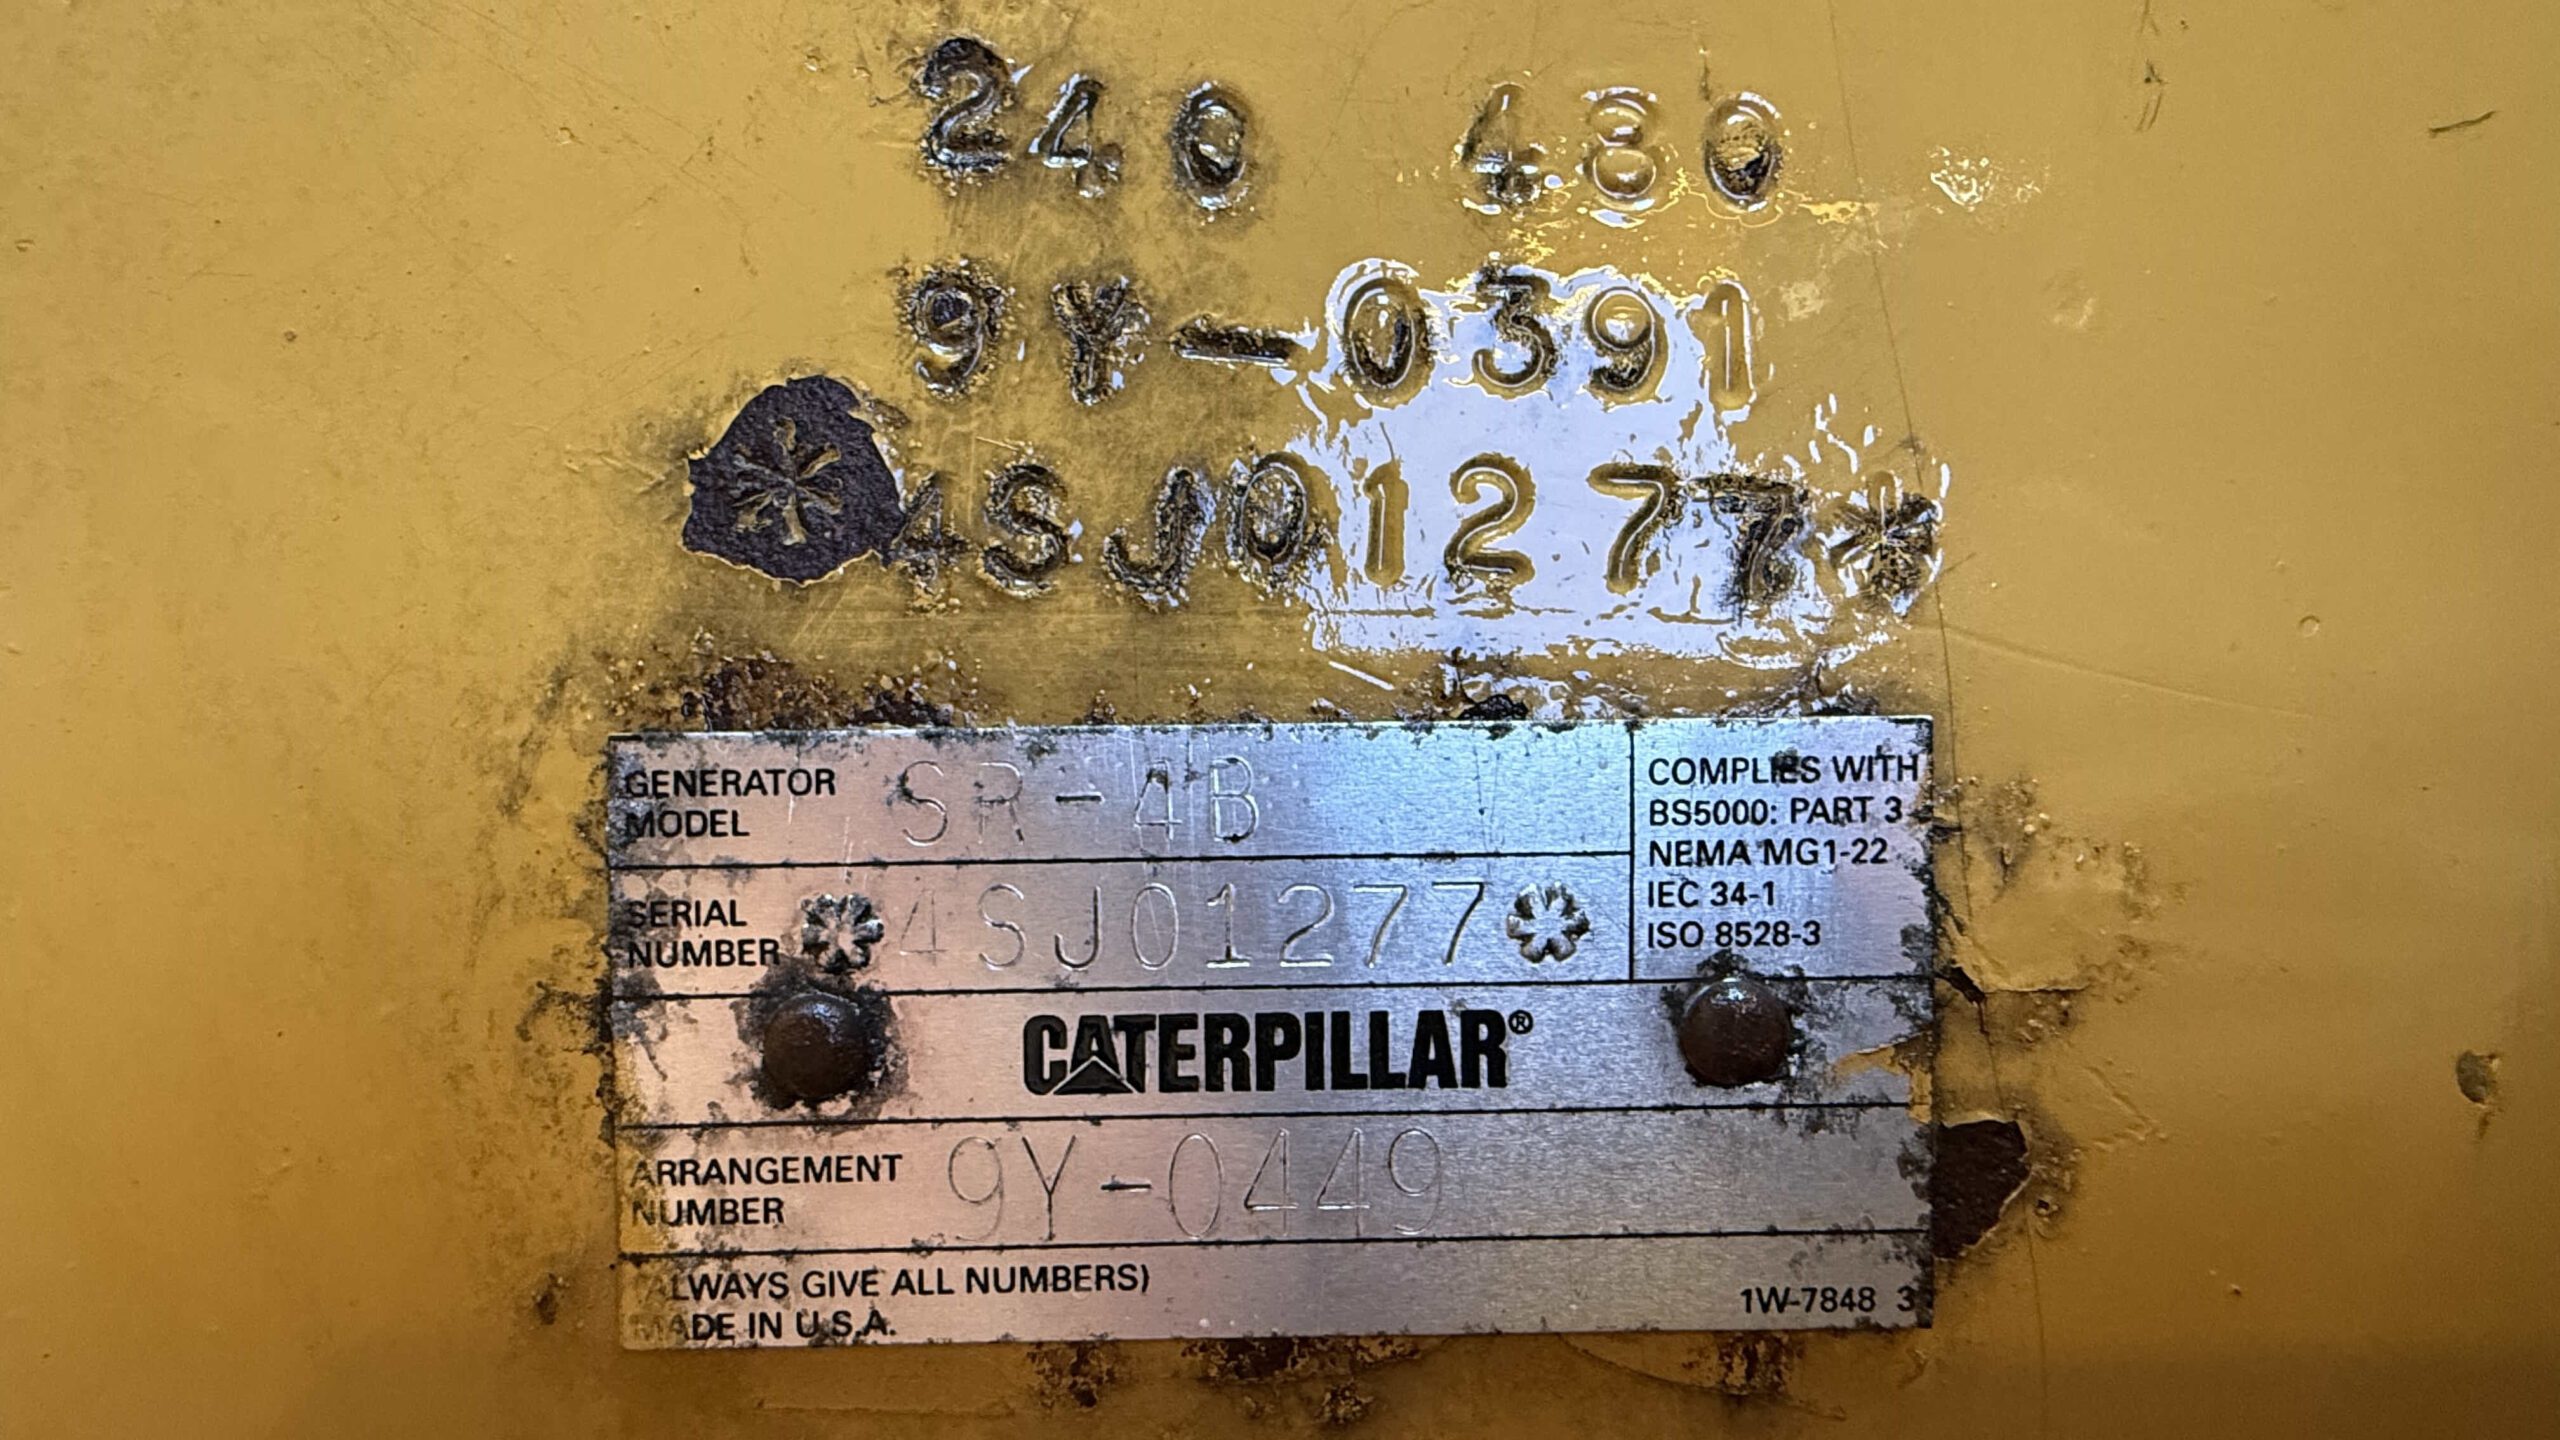 240 480
9Y-0391
*4SJ01277*
GENERATOR MODEL SR-4B
SERIAL NUMBER *4SJ01277*
COMPLIES WITH
BS5000: PART 3
NEMA MG1-22
IEC 34-1
ISO 8528-3
CATERPILLAR®
ARRANGEMENT NUMBER 9Y-0449
(ALWAYS GIVE ALL NUMBERS)
MADE IN U.S.A.
1W-7848 3